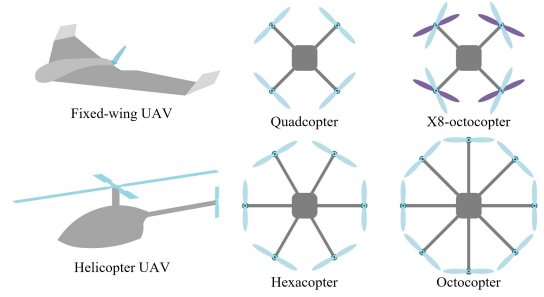 Fixed-wing UAV
Quadcopter
X8-octocopter
Helicopter UAV
Hexacopter
Octocopter